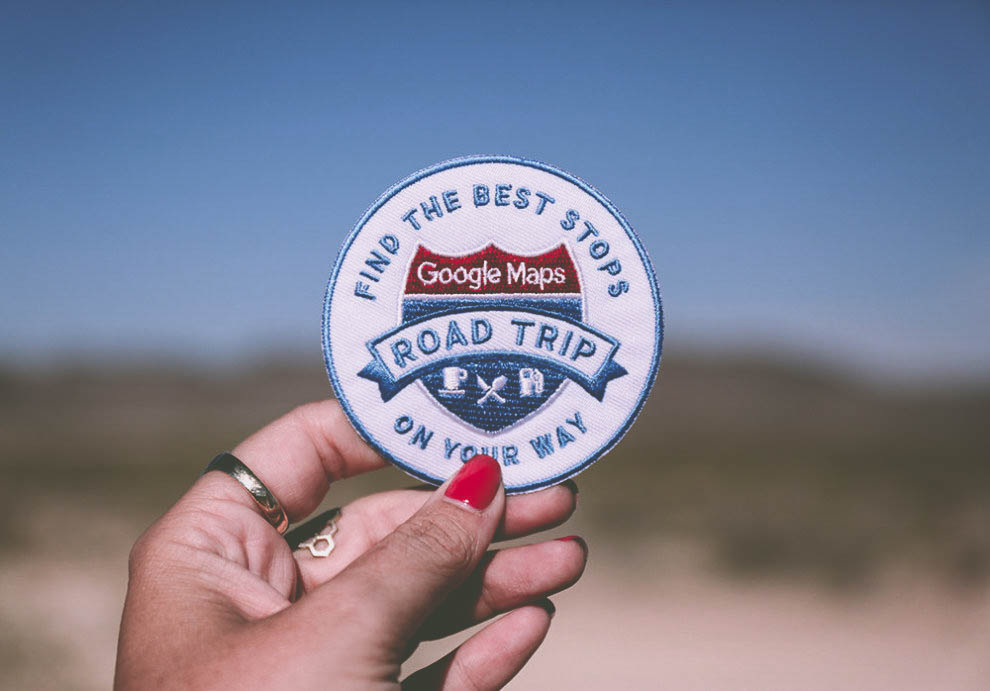 FIND THE BEST STOPS
Google Maps
ROAD TRIP
ON YOUR WAY